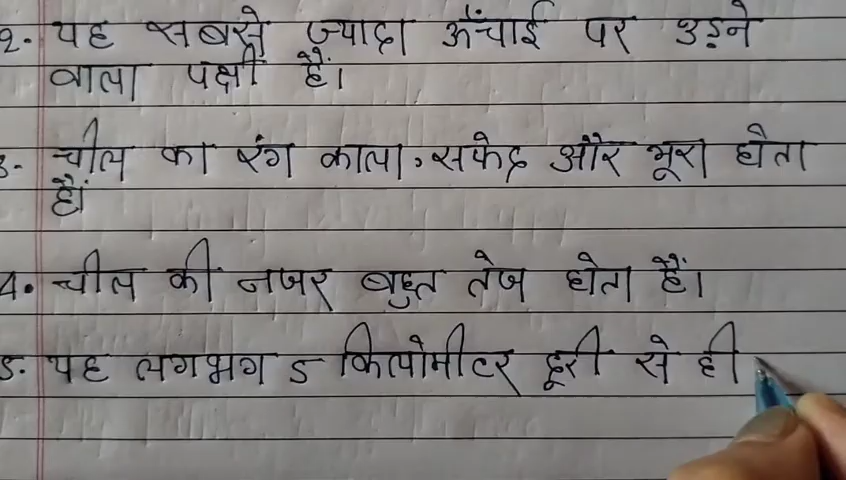 2. यह सबसे ज्यादा ऊँचाई पर उड़ने
वाला पक्षी हैं।
3. चील का रंग काला, सफेद और भूरा होता
हैं।
4. चील की नजर बहुत तेज होता हैं।
5. यह लगभग 5 किलोमीटर दूरी से ही